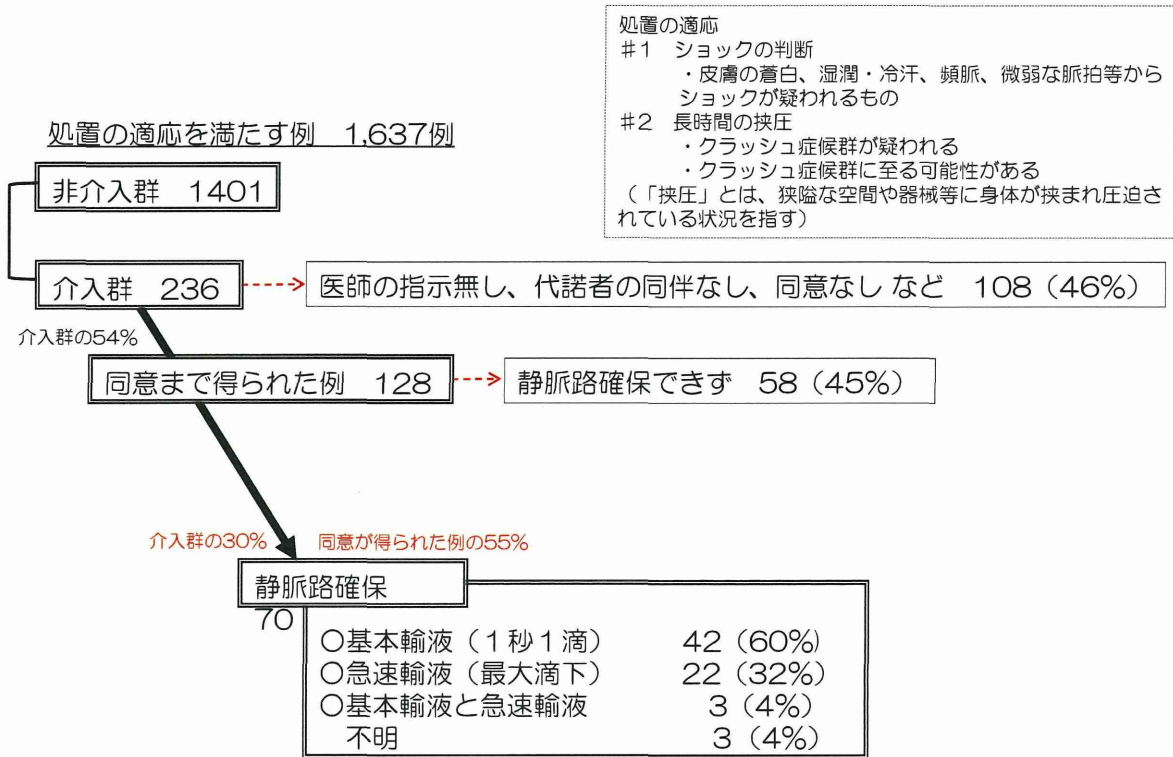 処置の適応
#1 ショックの判断
・皮膚の蒼白、湿潤・冷汗、頻脈、微弱な脈拍等から
ショックが疑われるもの
#2 長時間の挟圧
・クラッシュ症候群が疑われる
・クラッシュ症候群に至る可能性がある
(「挟圧」とは、狭隘な空間や器械等に身体が挟まれ圧迫さ
れている状況を指す)
処置の適応を満たす例 1,637例
非介入群 1401
介入群 236
医師の指示無し、代諾者の同伴なし、同意なし など 108(46%)
介入群の54%
同意まで得られた例 128
静脈路確保できず 58(45%)
介入群の30% 同意が得られた例の55%
静脈路確保
70
○基本輸液(1秒1滴) 42(60%)
○急速輸液(最大滴下) 22(32%)
○基本輸液と急速輸液 3(4%)
不明 3(4%)